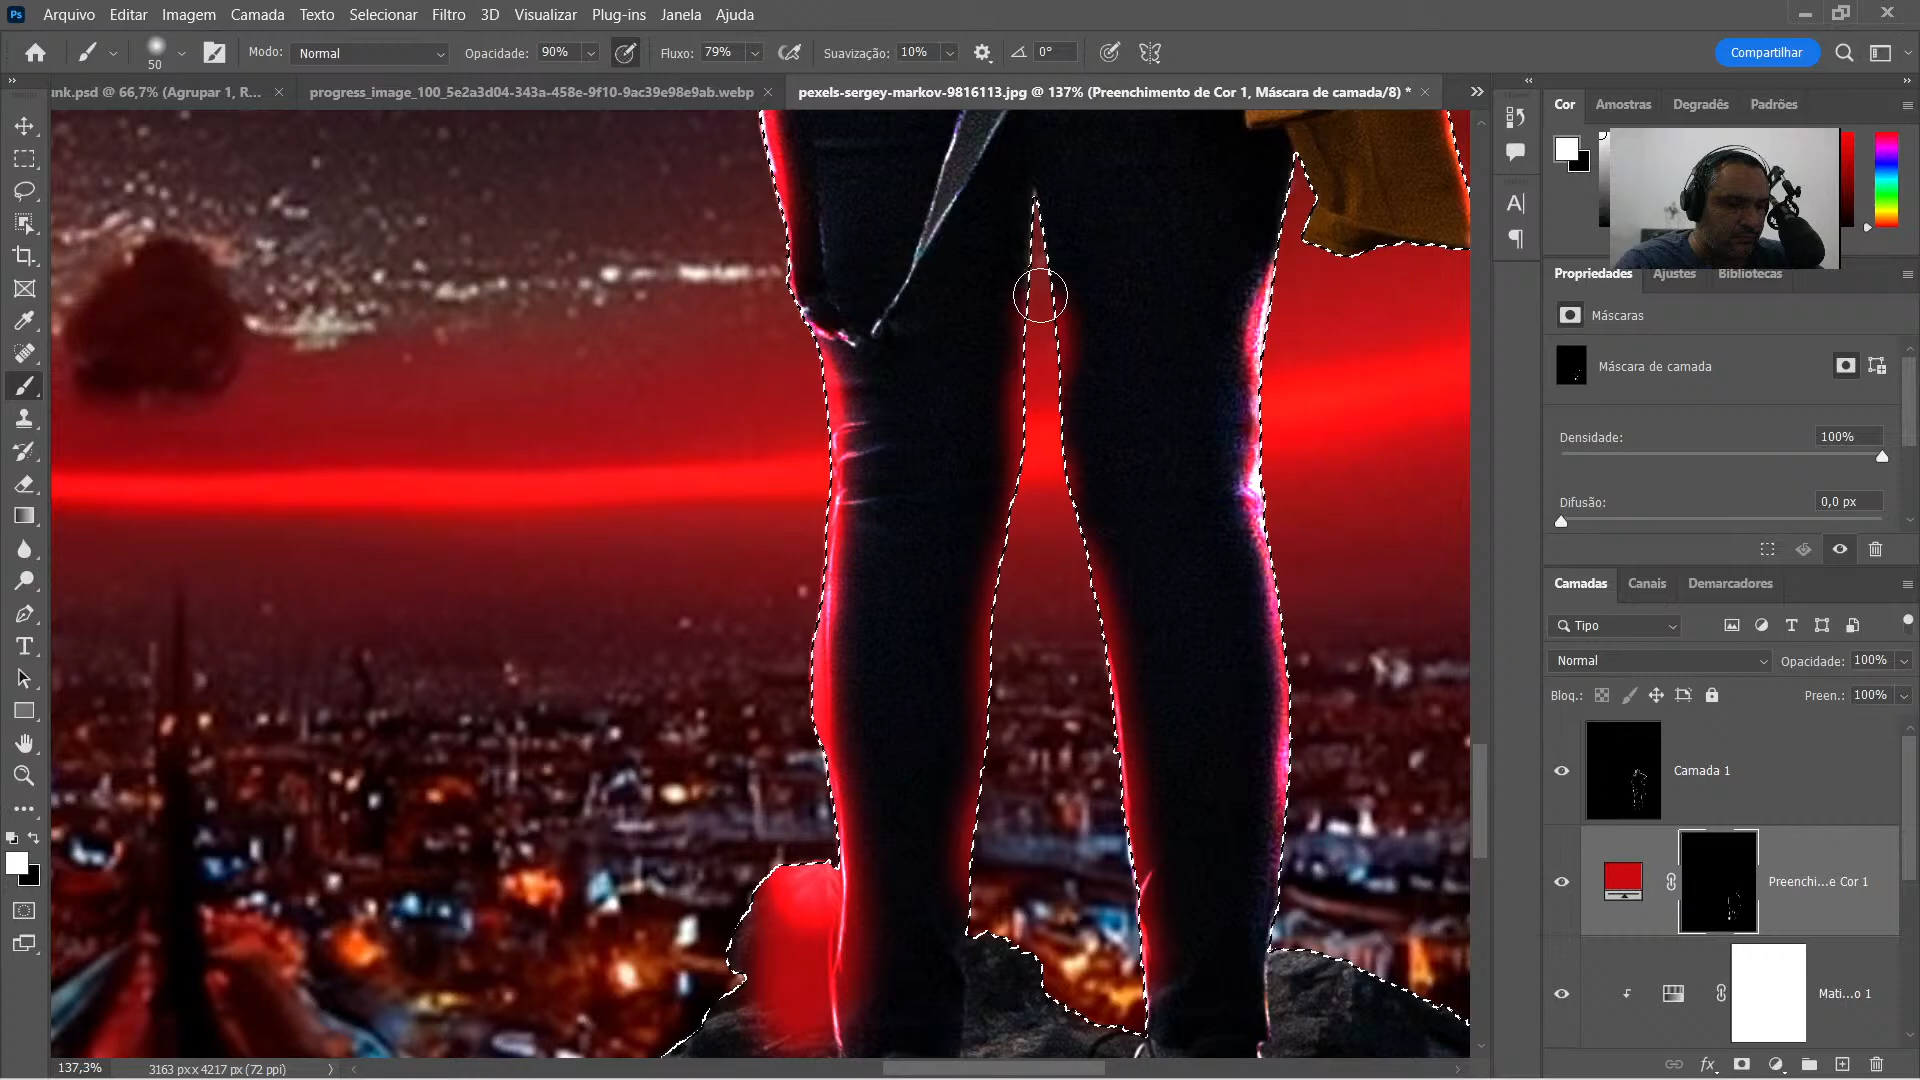 Ps Arquivo Editar Imagem Camada Texto Selecionar Filtro 3D Visualizar Plug-ins Janela Ajuda
50 Modo: Normal Opacidade: 90% Fluxo: 79% Suavização: 10% 0° Compartilhar
unk.psd @ 66,7% (Agrupar 1, R... progress_image_100_5e2a3d04-343a-458e-9f10-9ac39e98e9ab.webp pexels-sergey-markov-9816113.jpg @ 137% (Preenchimento de Cor 1, Máscara de camada/8) *
Cor Amostras Degradês Padrões
Propriedades Ajustes Bibliotecas
Máscaras
Máscara de camada
Densidade: 100%
Difusão: 0,0 px
Camadas Canais Demarcadores
Tipo
Normal Opacidade: 100%
Bloq.: Preen.: 100%
Camada 1
Preenchi...e Cor 1
Mati...o 1
fx
137,3% 3163 px x 4217 px (72 ppi)